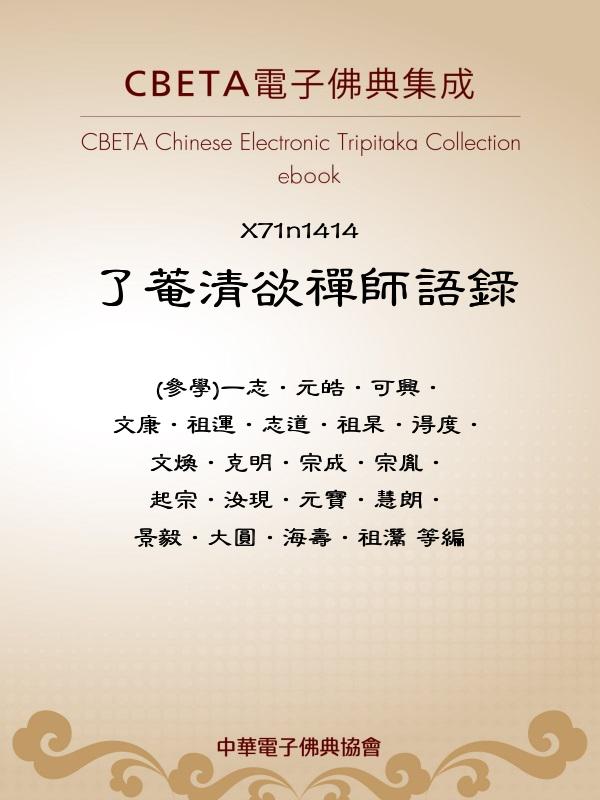 CBETA電子佛典集成
CBETA Chinese Electronic Tripitaka Collection
ebook
X71n1414
了菴清欲禪師語錄
(參學)一志．元皓．可興．
文康．祖運．志道．祖杲．得度．
文煥．克明．宗成．宗胤．
起宗．汝現．元寶．慧朗．
景毅．大圓．海壽．祖灊 等編
中華電子佛典協會